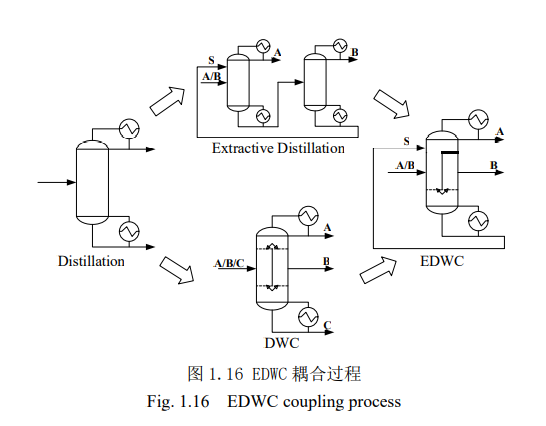 A
B
S
A/B
Extractive Distillation
A
S
A/B
B
Distillation
EDWC
A
A/B/C
B
C
DWC
图 1.16 EDWC 耦合过程
Fig. 1.16 EDWC coupling process